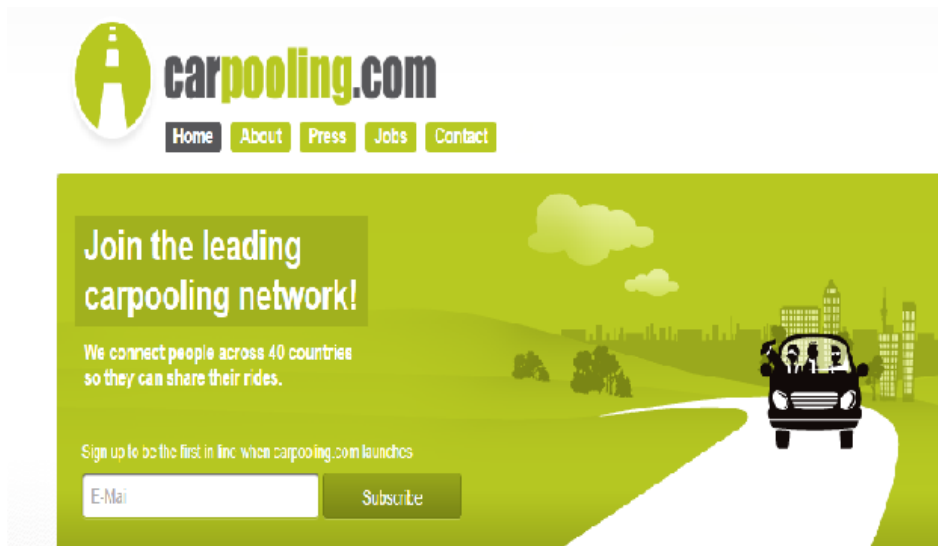 carpooling.com
Home About Press Jobs Contact
Join the leading
carpooling network!
We connect people across 40 countries
so they can share their rides.
Sign up to be the first in line when carpooling.com launches
E-Mail Subscribe